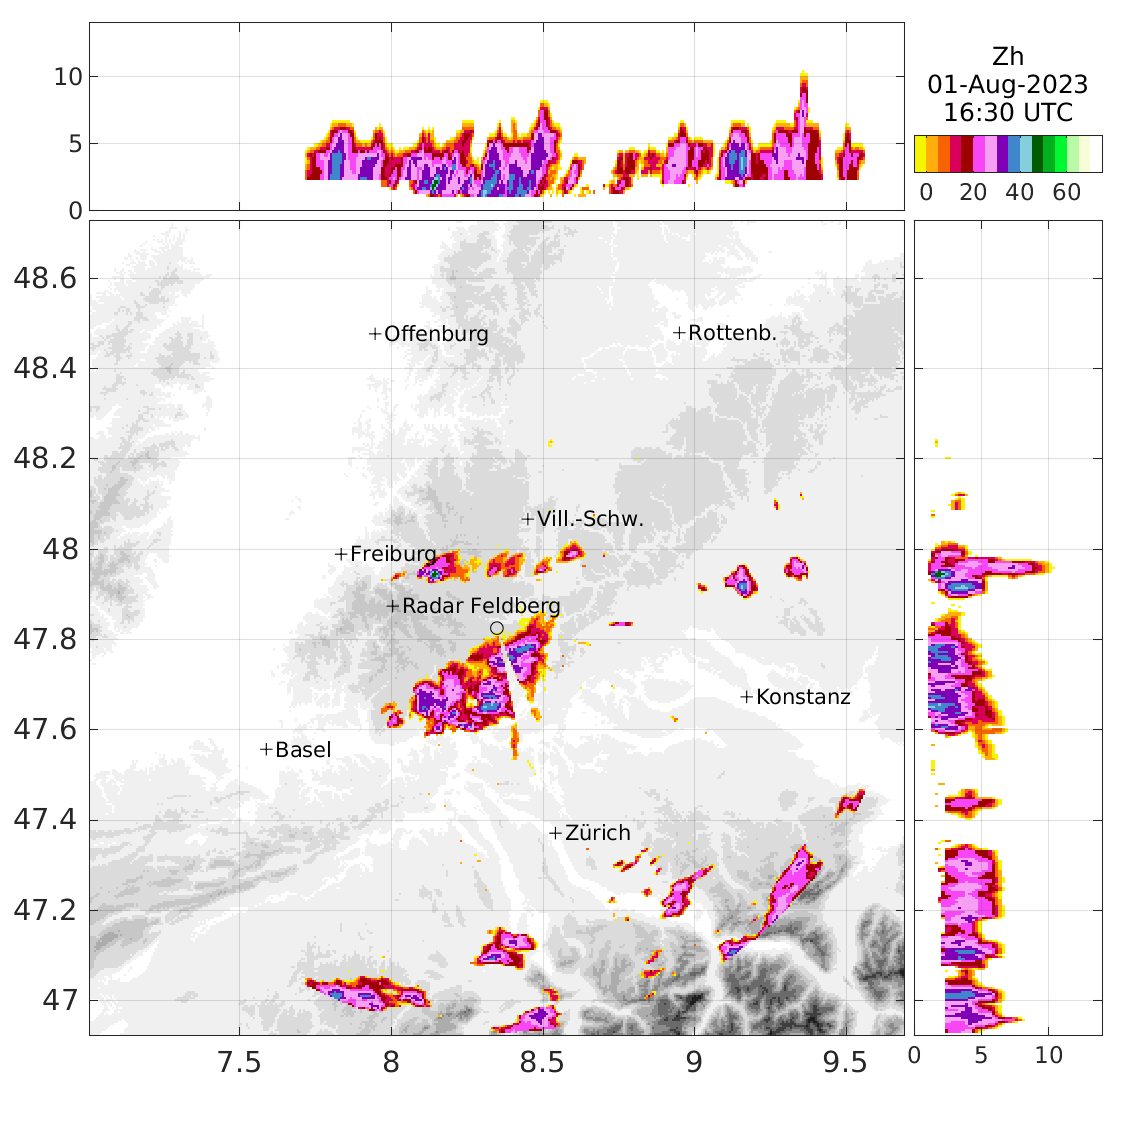 10
5
0
Zh
01-Aug-2023
16:30 UTC
0 20 40 60
48.6
48.4
48.2
48
47.8
47.6
47.4
47.2
47
+Offenburg
+Rottenb.
+Vill.-Schw.
+Freiburg
+Radar Feldberg
+Konstanz
+Basel
+Zürich
7.5 8 8.5 9 9.5
0 5 10